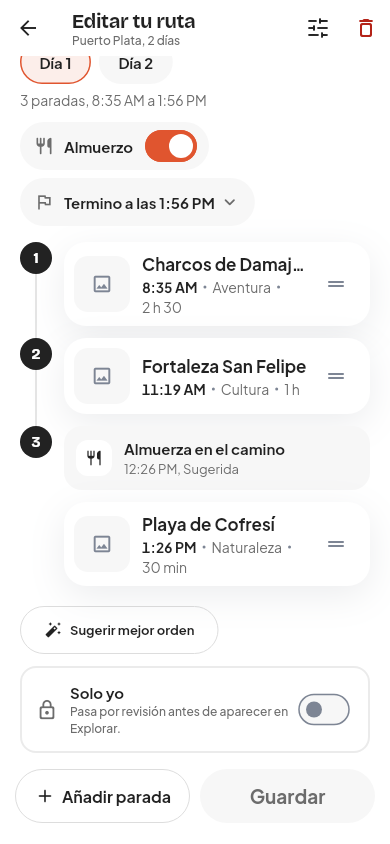 Editar tu ruta
Puerto Plata, 2 días
Día 1
Día 2
3 paradas, 8:35 AM a 1:56 PM
Almuerzo
Termino a las 1:56 PM
1
Charcos de Damaj...
8:35 AM • Aventura •
2 h 30
2
Fortaleza San Felipe
11:19 AM • Cultura • 1 h
3
Almuerza en el camino
12:26 PM, Sugerida
Playa de Cofresí
1:26 PM • Naturaleza •
30 min
Sugerir mejor orden
Solo yo
Pasa por revisión antes de aparecer en
Explorar.
Añadir parada
Guardar